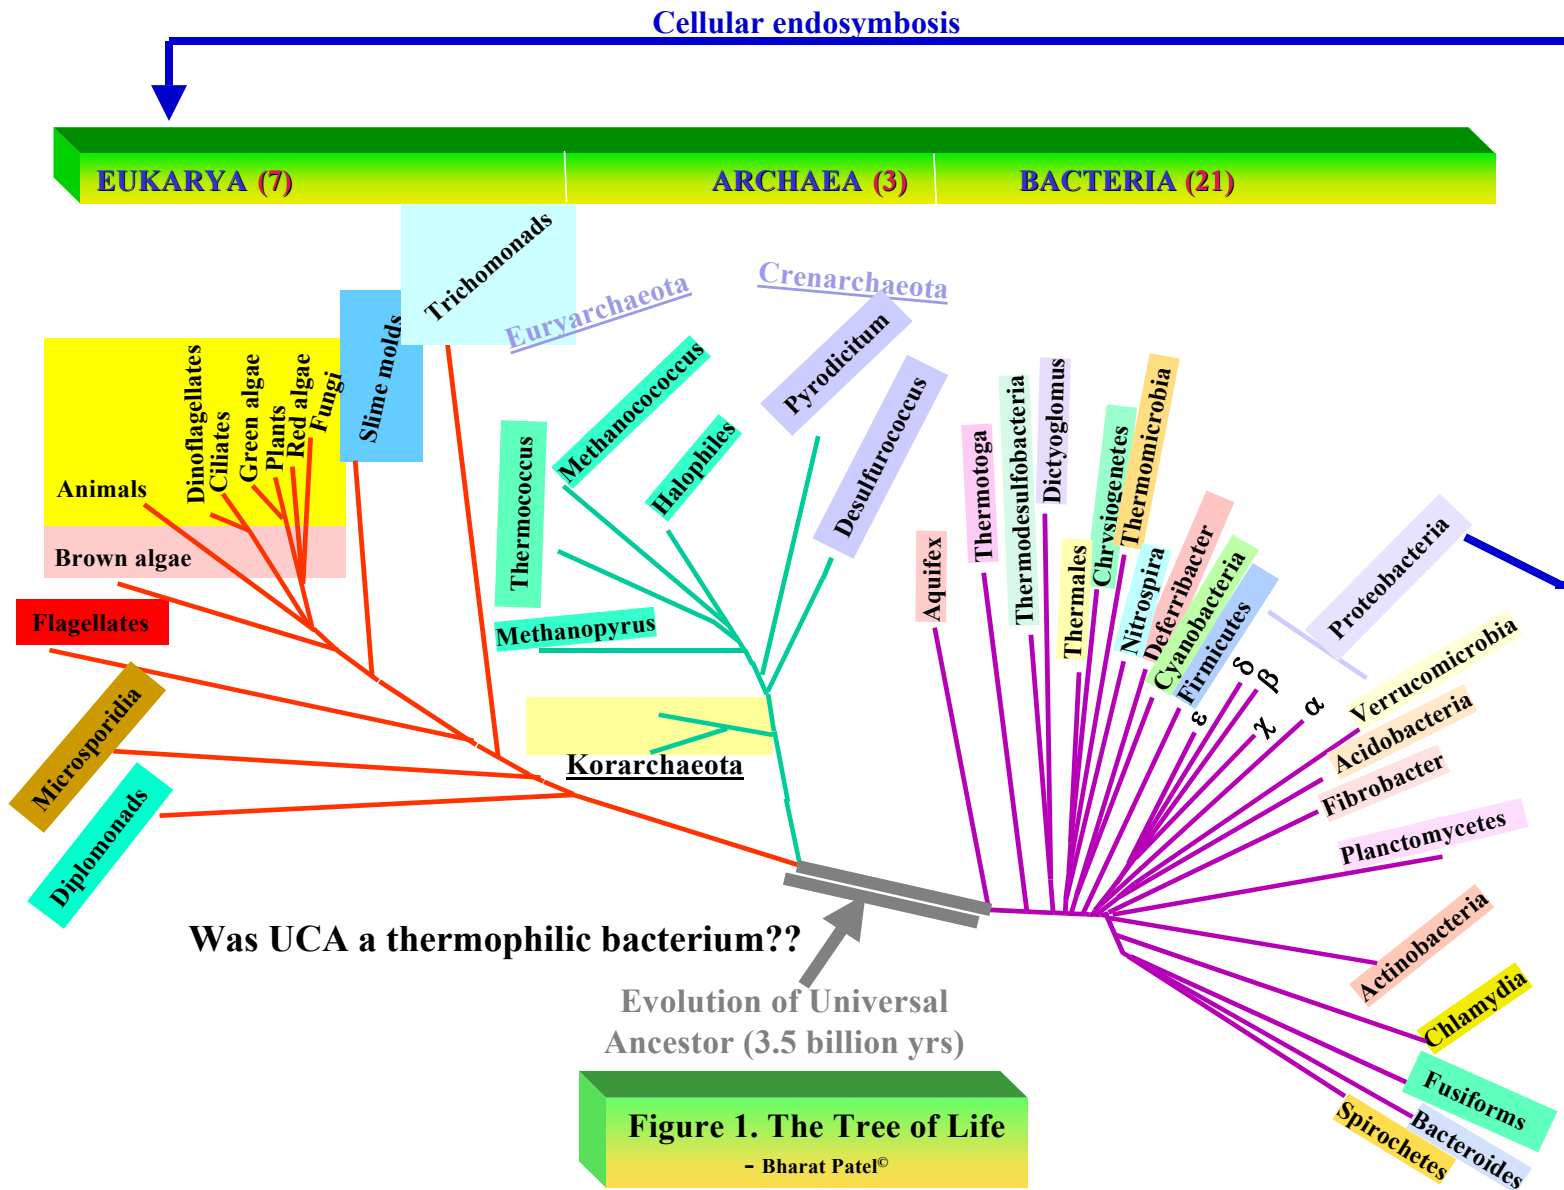 Cellular endosymbosis
EUKARYA (7)
ARCHAEA (3)
BACTERIA (21)
Trichomonads
Euryarchaeota
Crenarchaeota
Slime molds
Dinoflagellates
Ciliates
Green algae
Plants
Red algae
Fungi
Animals
Brown algae
Flagellates
Microsporidia
Diplomonads
Thermococcus
Methanocococcus
Halophiles
Methanopyrus
Pyrodicitum
Desulfurococcus
Korarchaeota
Aquifex
Thermotoga
Thermodesulfobacteria
Dictyoglomus
Thermales
Chrysiogenetes
Thermomicrobia
Nitrospira
Deferribacter
Cyanobacteria
Firmicutes
ε
δ
β
χ
α
Proteobacteria
Verrucomicrobia
Acidobacteria
Fibrobacter
Planctomycetes
Actinobacteria
Chlamydia
Fusiforms
Bacteroides
Spirochetes
Was UCA a thermophilic bacterium??
Evolution of Universal
Ancestor (3.5 billion yrs)
Figure 1. The Tree of Life
- Bharat Patel©